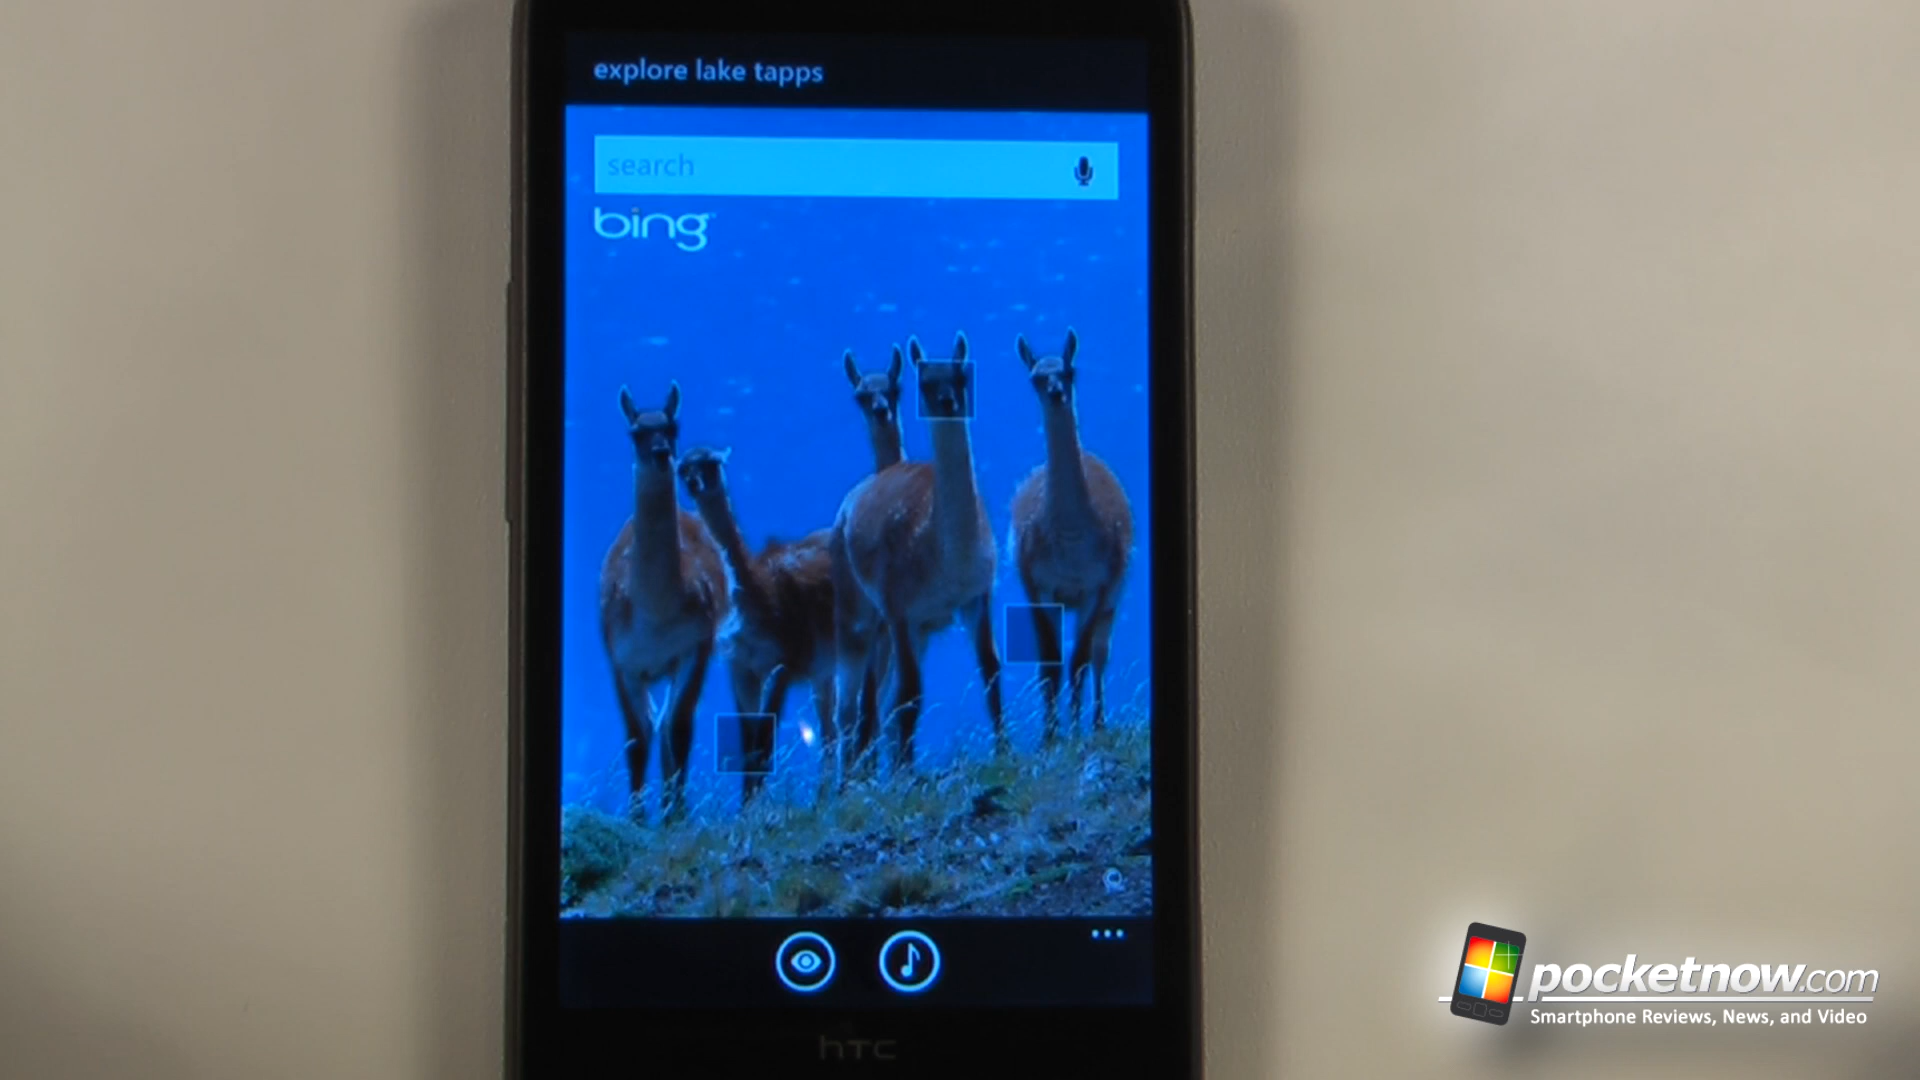 explore lake tapps
search
bing
hTC
pocketnow.com
Smartphone Reviews, News, and Video